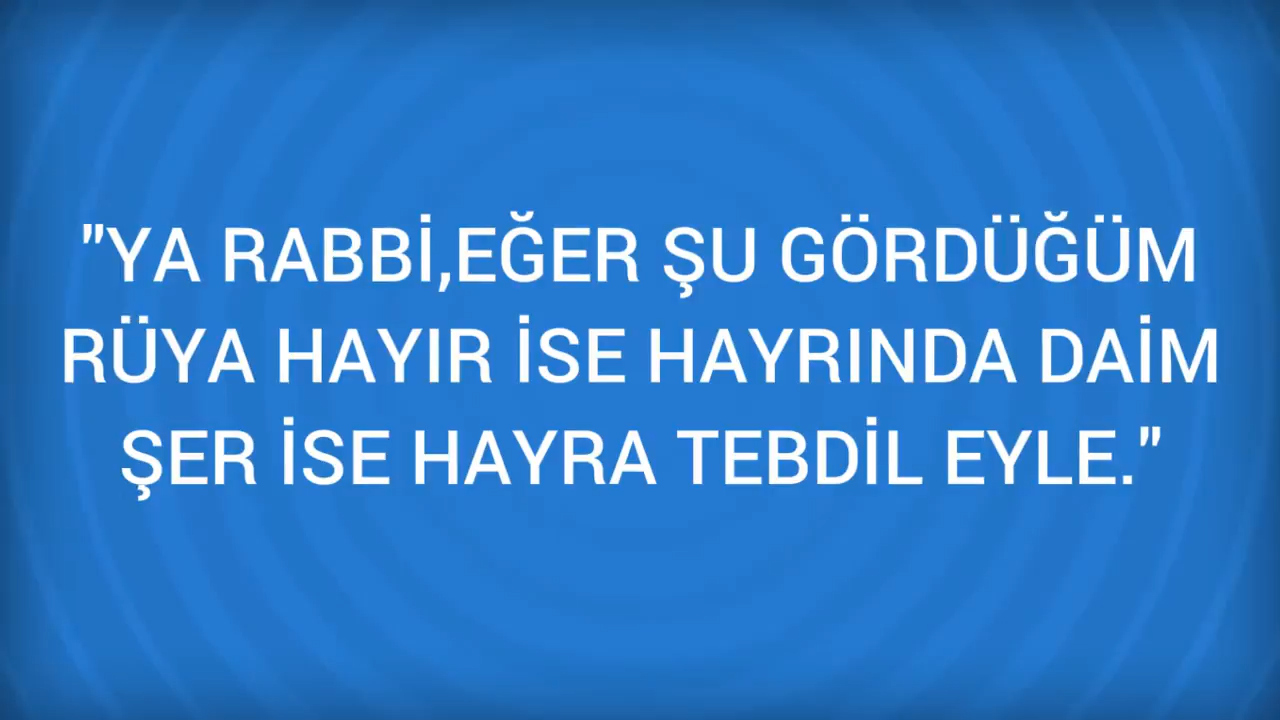 "YA RABBİ,EĞER ŞU GÖRDÜĞÜM
RÜYA HAYIR İSE HAYRINDA DAİM
ŞER İSE HAYRA TEBDİL EYLE."